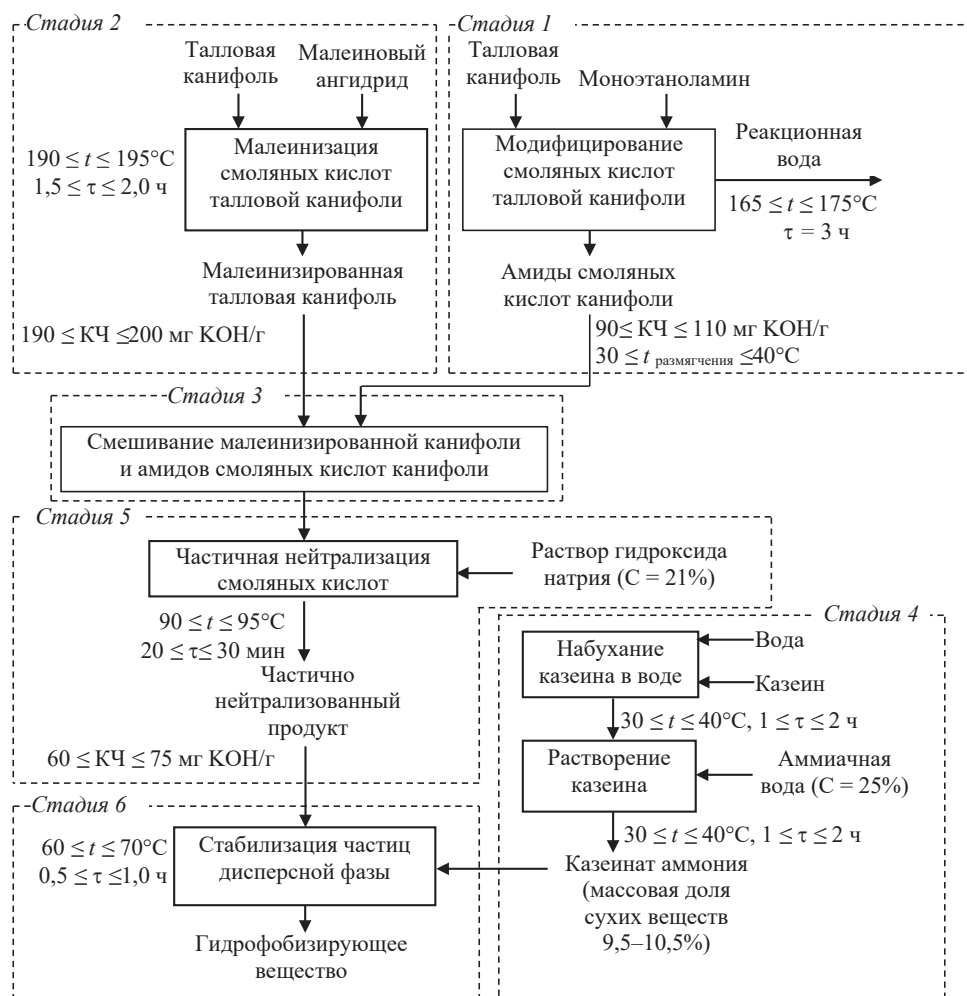 Стадия 2
Талловая
канифоль
Малеиновый
ангидрид
190 ≤ t ≤ 195°C
1,5 ≤ τ ≤ 2,0 ч
Малеинизация
смоляных кислот
талловой канифоли
Малеинизированная
талловая канифоль
190 ≤ КЧ ≤200 мг KOH/г
Стадия 1
Талловая
канифоль
Моноэтаноламин
Модифицирование
смоляных кислот
талловой канифоли
Реакционная
вода
165 ≤ t ≤ 175°C
τ = 3 ч
Амиды смоляных
кислот канифоли
90≤ КЧ ≤ 110 мг KOH/г
30 ≤ t размягчения ≤40°C
Стадия 3
Смешивание малеинизированной канифоли
и амидов смоляных кислот канифоли
Стадия 5
Частичная нейтрализация
смоляных кислот
Раствор гидроксида
натрия (С = 21%)
90 ≤ t ≤ 95°C
20 ≤ τ≤ 30 мин
Частично
нейтрализованный
продукт
60 ≤ КЧ ≤ 75 мг KOH/г
Стадия 4
Набухание
казеина в воде
Вода
Казеин
30 ≤ t ≤ 40°C, 1 ≤ τ ≤ 2 ч
Растворение
казеина
Аммиачная
вода (С = 25%)
30 ≤ t ≤ 40°C, 1 ≤ τ ≤ 2 ч
Казеинат аммония
(массовая доля
сухих веществ
9,5–10,5%)
Стадия 6
60 ≤ t ≤ 70°C
0,5 ≤ τ ≤1,0 ч
Стабилизация частиц
дисперсной фазы
Гидрофобизирующее
вещество